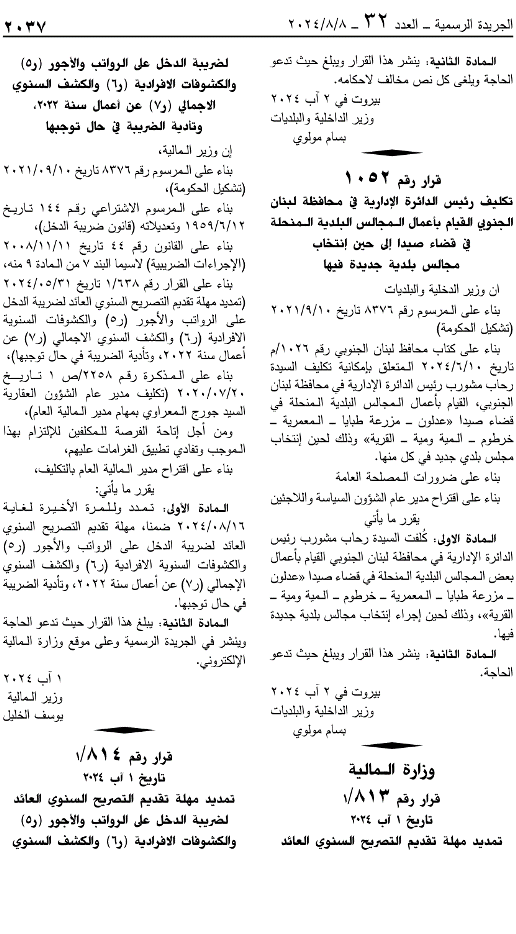 الجريدة الرسمية ــ العدد ٣٢ ــ ٢٠٢٤/٨/٨
٢٠٣٧
المادة الثانية: ينشر هذا القرار ويبلغ حيث تدعو
الحاجة ويلغى كل نص مخالف لاحكامه.
بيروت في ٢ آب ٢٠٢٤
وزير الداخلية والبلديات
بسام مولوي
قرار رقم ١٠٥٢
تكليف رئيس الدائرة الإدارية في محافظة لبنان
الجنوبي القيام بأعمال المجالس البلدية المنحلة
في قضاء صيدا إلى حين إنتخاب
مجالس بلدية جديدة فيها
ان وزير الدخلية والبلديات
بناء على المرسوم رقم ٨٣٧٦ تاريخ ٢٠٢١/٩/١٠
(تشكيل الحكومة)
بناء على كتاب محافظ لبنان الجنوبي رقم ١٠٢٦/م
تاريخ ٢٠٢٤/٦/١٠ المتعلق بإمكانية تكليف السيدة
رحاب مشورب رئيس الدائرة الإدارية في محافظة لبنان
الجنوبي، القيام بأعمال المجالس البلدية المنحلة في
قضاء صيدا «عدلون ــ مزرعة طبايا ــ المعمرية ــ
خرطوم ــ المية ومية ــ القرية» وذلك لحين إنتخاب
مجلس بلدي جديد في كل منها.
بناء على ضرورات المصلحة العامة
بناء على اقتراح مدير عام الشؤون السياسة واللاجئين
يقرر ما يأتي
المادة الاولى: كُلفت السيدة رحاب مشورب رئيس
الدائرة الإدارية في محافظة لبنان الجنوبي القيام بأعمال
بعض المجالس البلدية المنحلة في قضاء صيدا «عدلون
ــ مزرعة طبايا ــ المعمرية ــ خرطوم ــ المية ومية ــ
القرية»، وذلك لحين إجراء إنتخاب مجالس بلدية جديدة
فيها.
المادة الثانية: ينشر هذا القرار ويبلغ حيث تدعو
الحاجة.
بيروت في ٢ آب ٢٠٢٤
وزير الداخلية والبلديات
بسام مولوي
وزارة المالية
قرار رقم ١/٨١٣
تاريخ ١ آب ٢٠٢٤
تمديد مهلة تقديم التصريح السنوي العائد
لضريبة الدخل على الرواتب والأجور (ر٥)
والكشوفات الافرادية (ر٦) والكشف السنوي
الاجمالي (ر٧) عن أعمال سنة ٢٠٢٢،
وتأدية الضريبة في حال توجبها
إن وزير المالية،
بناء على المرسوم رقم ٨٣٧٦ تاريخ ٢٠٢١/٠٩/١٠
(تشكيل الحكومة)،
بناء على المرسوم الاشتراعي رقم ١٤٤ تاريخ
١٩٥٩/٦/١٢ وتعديلاته (قانون ضريبة الدخل)،
بناء على القانون رقم ٤٤ تاريخ ٢٠٠٨/١١/١١
(الإجراءات الضريبية) لاسيما البند ٧ من المادة ٩ منه،
بناء على القرار رقم ١/٦٣٨ تاريخ ٢٠٢٤/٠٥/٣١
(تمديد مهلة تقديم التصريح السنوي العائد لضريبة الدخل
على الرواتب والأجور (ر٥) والكشوفات السنوية
الافرادية (ر٦) والكشف السنوي الاجمالي (ر٧) عن
أعمال سنة ٢٠٢٢، وتأدية الضريبة في حال توجبها)،
بناء على المذكرة رقم ٢٢٥٨/ص ١ تاريخ
٢٠٢٠/٠٧/٢٠ (تكليف مدير عام الشؤون العقارية
السيد جورج المعراوي بمهام مدير المالية العام)،
ومن أجل إتاحة الفرصة للمكلفين للإلتزام بهذا
الموجب وتفادي تطبيق الغرامات عليهم،
بناء على اقتراح مدير المالية العام بالتكليف،
يقرر ما يأتي:
المادة الأولى: تمدد وللمرة الأخيرة لغاية
٢٠٢٤/٠٨/١٦ ضمنا، مهلة تقديم التصريح السنوي
العائد لضريبة الدخل على الرواتب والأجور (ر٥)
والكشوفات السنوية الافرادية (ر٦) والكشف السنوي
الإجمالي (ر٧) عن أعمال سنة ٢٠٢٢، وتأدية الضريبة
في حال توجبها.
المادة الثانية: يبلغ هذا القرار حيث تدعو الحاجة
وينشر في الجريدة الرسمية وعلى موقع وزارة المالية
الإلكتروني.
١ آب ٢٠٢٤
وزير المالية
يوسف الخليل
قرار رقم ١/٨١٤
تاريخ ١ آب ٢٠٢٤
تمديد مهلة تقديم التصريح السنوي العائد
لضريبة الدخل على الرواتب والأجور (ر٥)
والكشوفات الافرادية (ر٦) والكشف السنوي